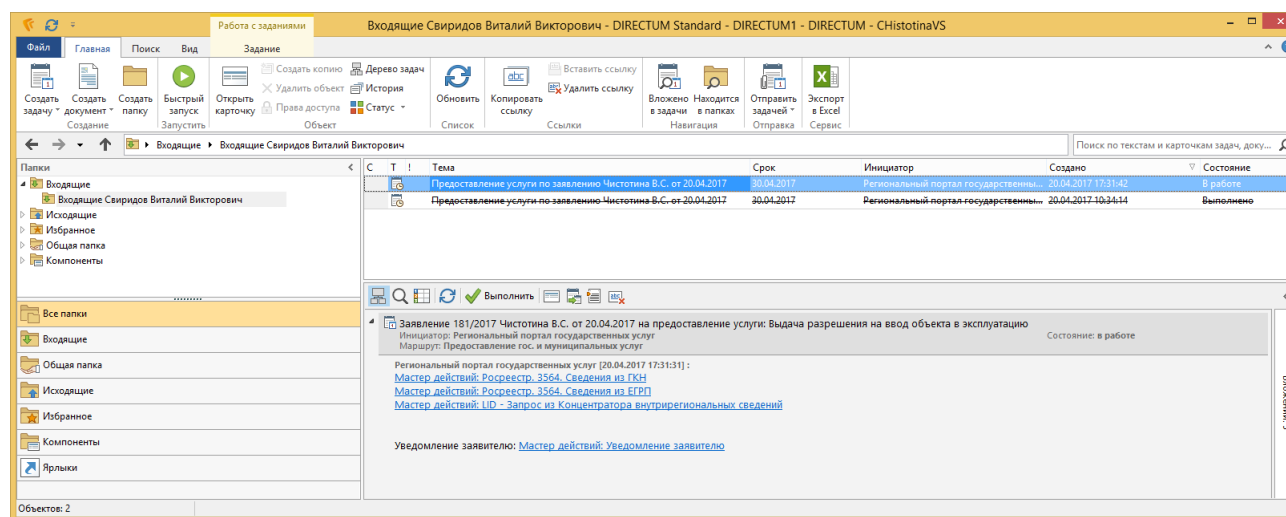 Работа с заданиями
Входящие Свиридов Виталий Викторович - DIRECTUM Standard - DIRECTUM1 - DIRECTUM - CHistotinaVS
Файл Главная Поиск Вид Задание
Создать задачу
Создать документ
Создать папку
Создание
Быстрый запуск
Запустить
Открыть карточку
Создать копию
Удалить объект
Права доступа
Дерево задач
История
Статус
Объект
Обновить
Список
Копировать ссылку
Вставить ссылку
Удалить ссылку
Ссылки
Вложено в задачи
Находится в папках
Навигация
Отправить задачей
Отправка
Экспорт в Excel
Сервис
Входящие Входящие Свиридов Виталий Викторович
Поиск по текстам и карточкам задач, доку...
Папки
Входящие
Входящие Свиридов Виталий Викторович
Исходящие
Избранное
Общая папка
Компоненты
Все папки
Входящие
Общая папка
Исходящие
Избранное
Компоненты
Ярлыки
С Т ! Тема Срок Инициатор Создано Состояние
Предоставление услуги по заявлению Чистотина В.С. от 20.04.2017 30.04.2017 Региональный портал государственны... 20.04.2017 17:31:42 В работе
Предоставление услуги по заявлению Чистотина В.С. от 20.04.2017 30.04.2017 Региональный портал государственны... 20.04.2017 10:34:14 Выполнено
Выполнить
Заявление 181/2017 Чистотина В.С. от 20.04.2017 на предоставление услуги: Выдача разрешения на ввод объекта в эксплуатацию
Инициатор: Региональный портал государственных услуг Состояние: в работе
Маршрут: Предоставление гос. и муниципальных услуг
Региональный портал государственных услуг [20.04.2017 17:31:31] :
Мастер действий: Росреестр. 3564. Сведения из ГКН
Мастер действий: Росреестр. 3564. Сведения из ЕГРП
Мастер действий: LID - Запрос из Концентратора внутрирегиональных сведений
Уведомление заявителю: Мастер действий: Уведомление заявителю
Объектов: 2